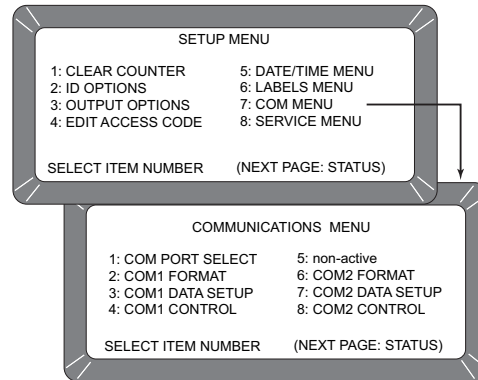 SETUP MENU
1: CLEAR COUNTER
2: ID OPTIONS
3: OUTPUT OPTIONS
4: EDIT ACCESS CODE
5: DATE/TIME MENU
6: LABELS MENU
7: COM MENU
8: SERVICE MENU
SELECT ITEM NUMBER (NEXT PAGE: STATUS)
COMMUNICATIONS MENU
1: COM PORT SELECT
2: COM1 FORMAT
3: COM1 DATA SETUP
4: COM1 CONTROL
5: non-active
6: COM2 FORMAT
7: COM2 DATA SETUP
8: COM2 CONTROL
SELECT ITEM NUMBER (NEXT PAGE: STATUS)